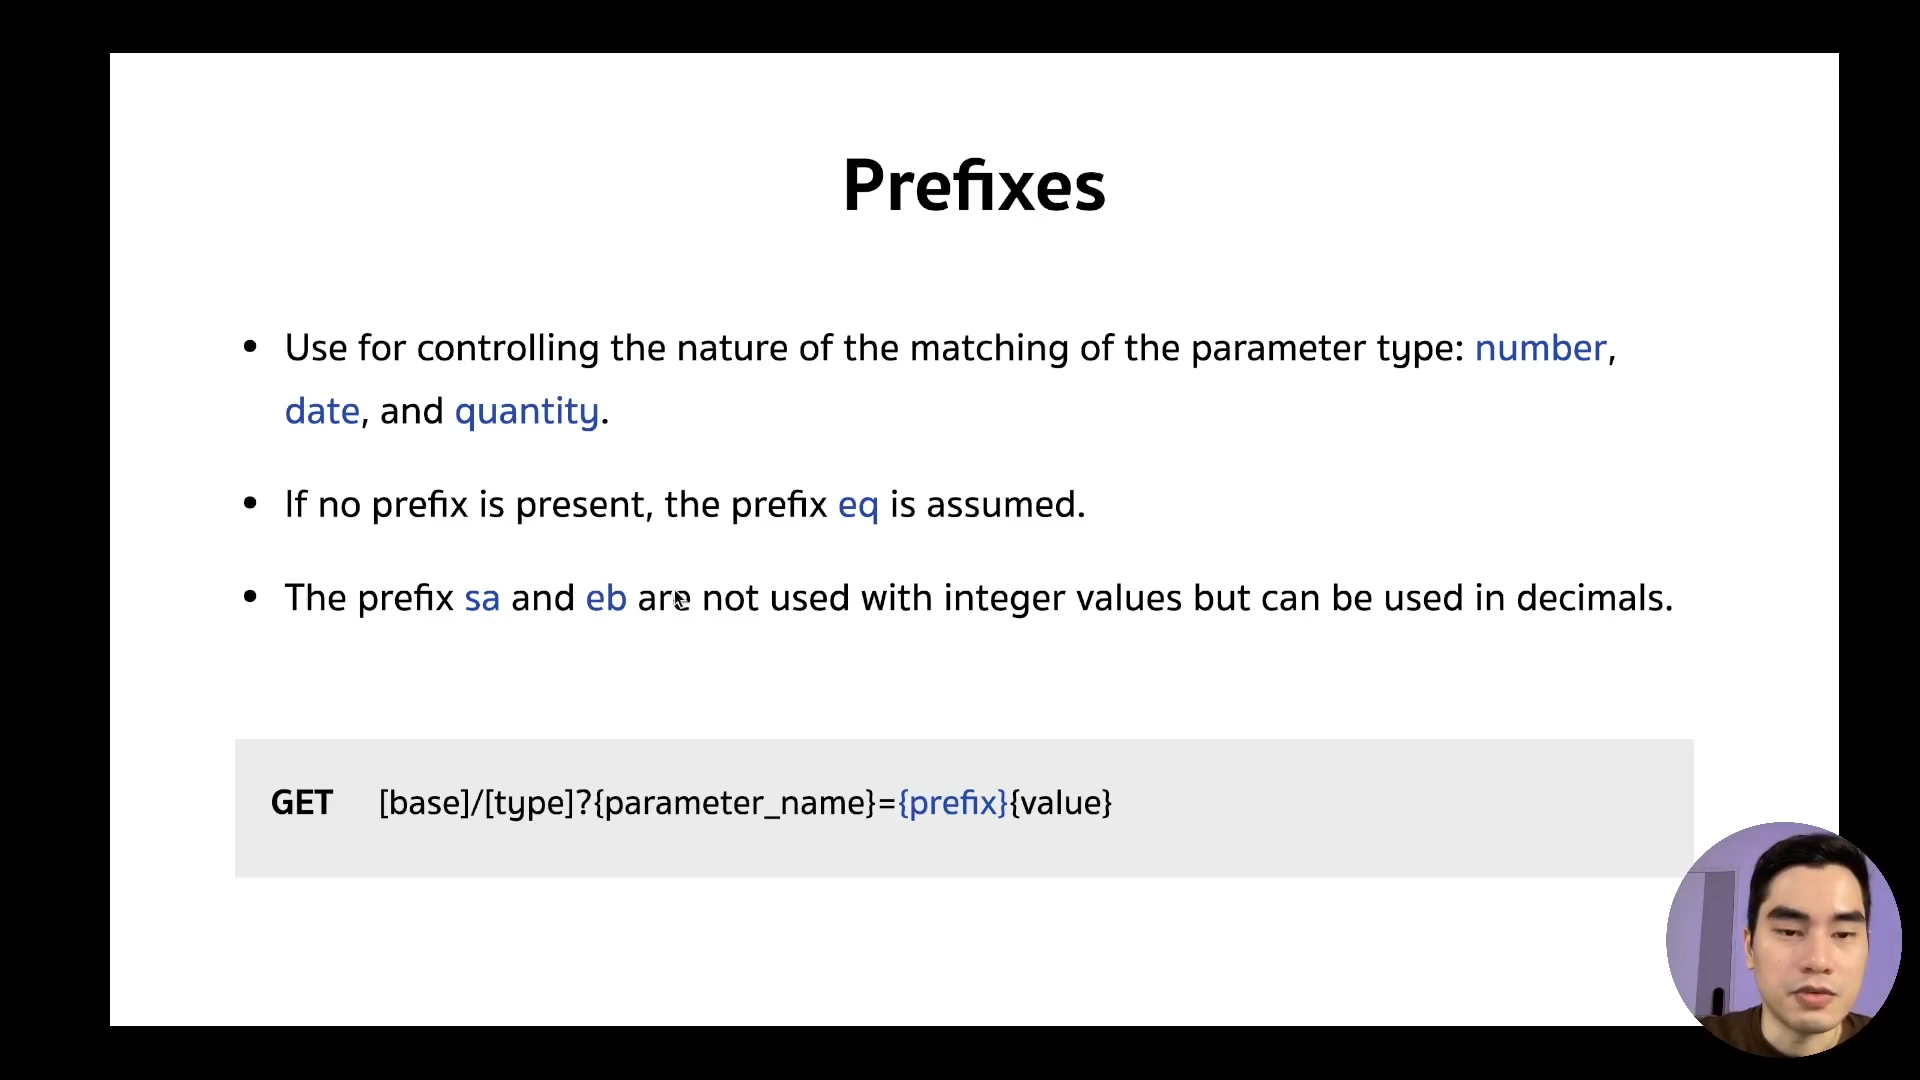 Prefixes
• Use for controlling the nature of the matching of the parameter type: number,
date, and quantity.
• If no prefix is present, the prefix eq is assumed.
• The prefix sa and eb are not used with integer values but can be used in decimals.
GET [base]/[type]?{parameter_name}={prefix}{value}